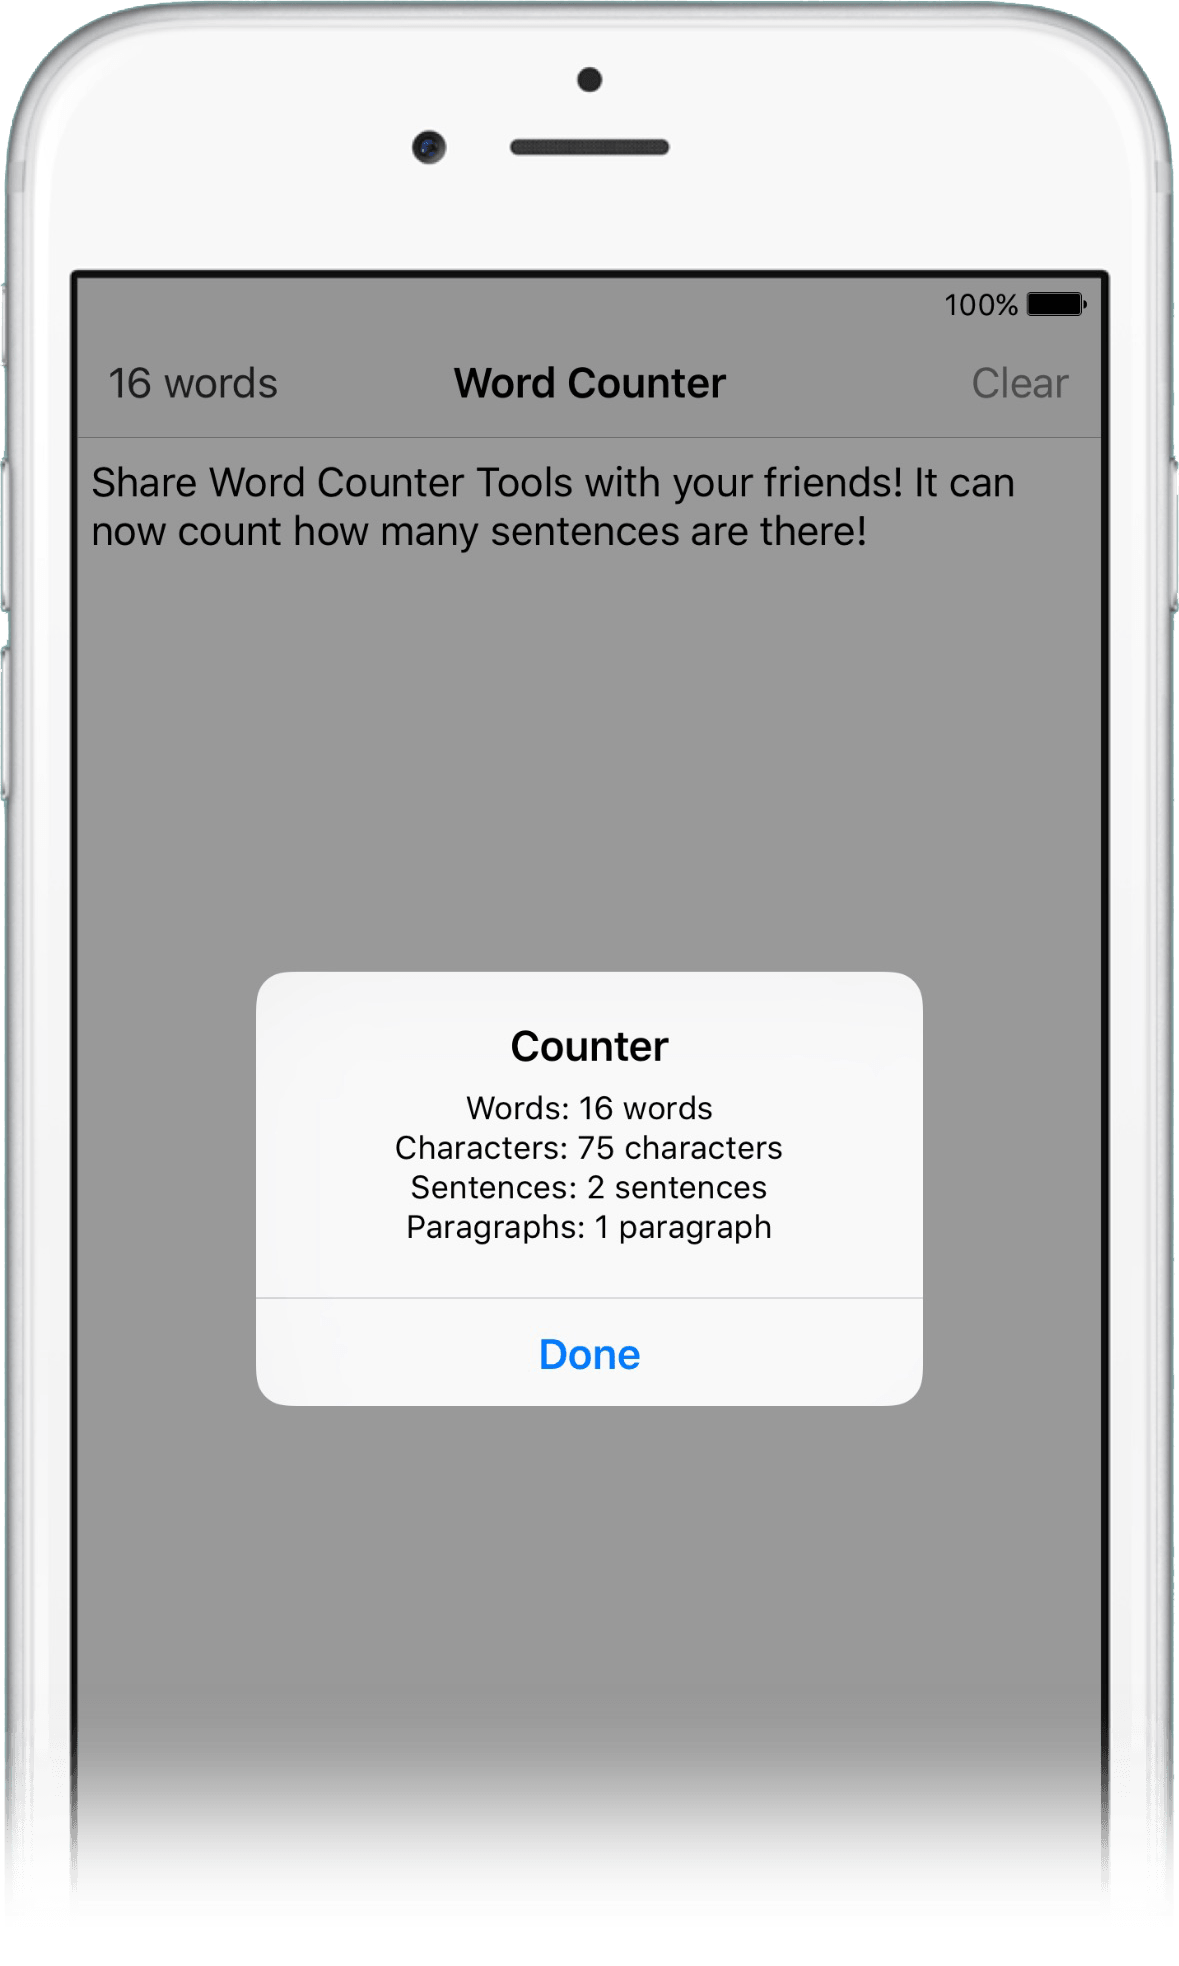 100%
16 words Word Counter Clear
Share Word Counter Tools with your friends! It can
now count how many sentences are there!
Counter
Words: 16 words
Characters: 75 characters
Sentences: 2 sentences
Paragraphs: 1 paragraph
Done